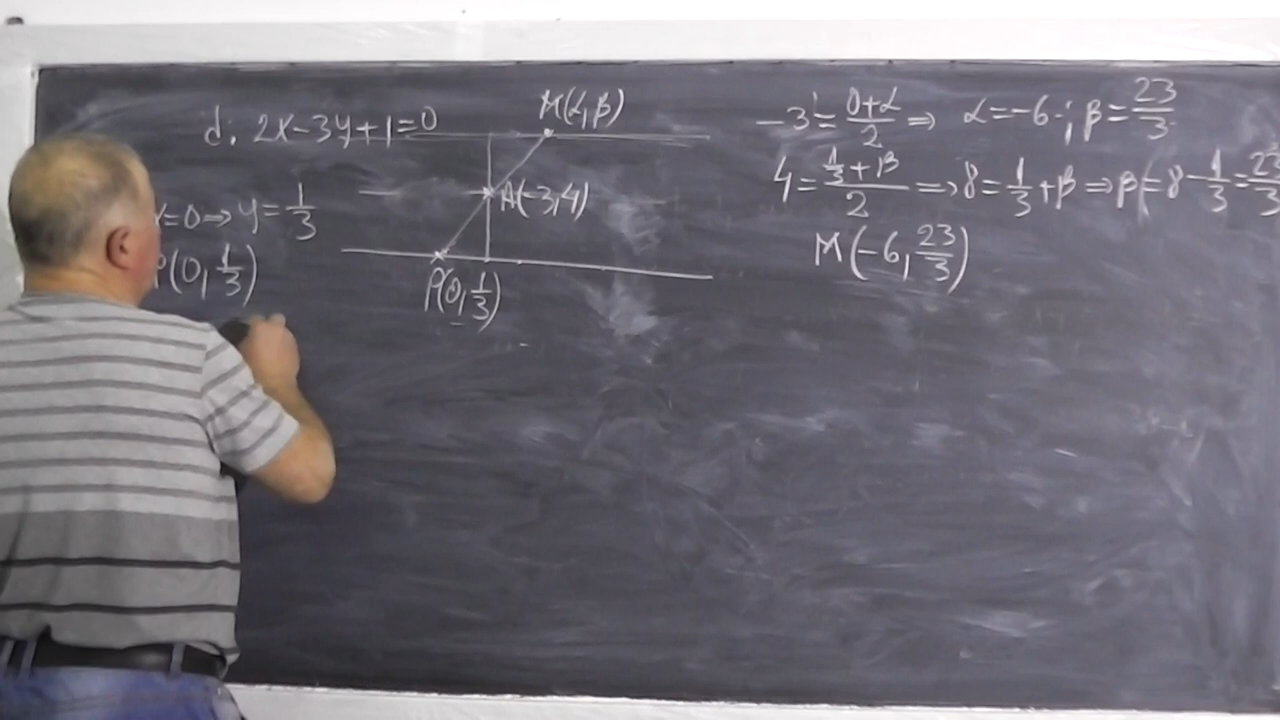 d: 2x-3y+1=0
x=0 ⇒ y=1/3
P(0, 1/3)
M(α, β)
A(-3, 4)
P(0, 1/3)
-3 = (0+α)/2 ⇒ α=-6 ; β=23/3
4 = (1/3+β)/2 ⇒ 8=1/3+β ⇒ β=8-1/3=23/3
M(-6, 23/3)